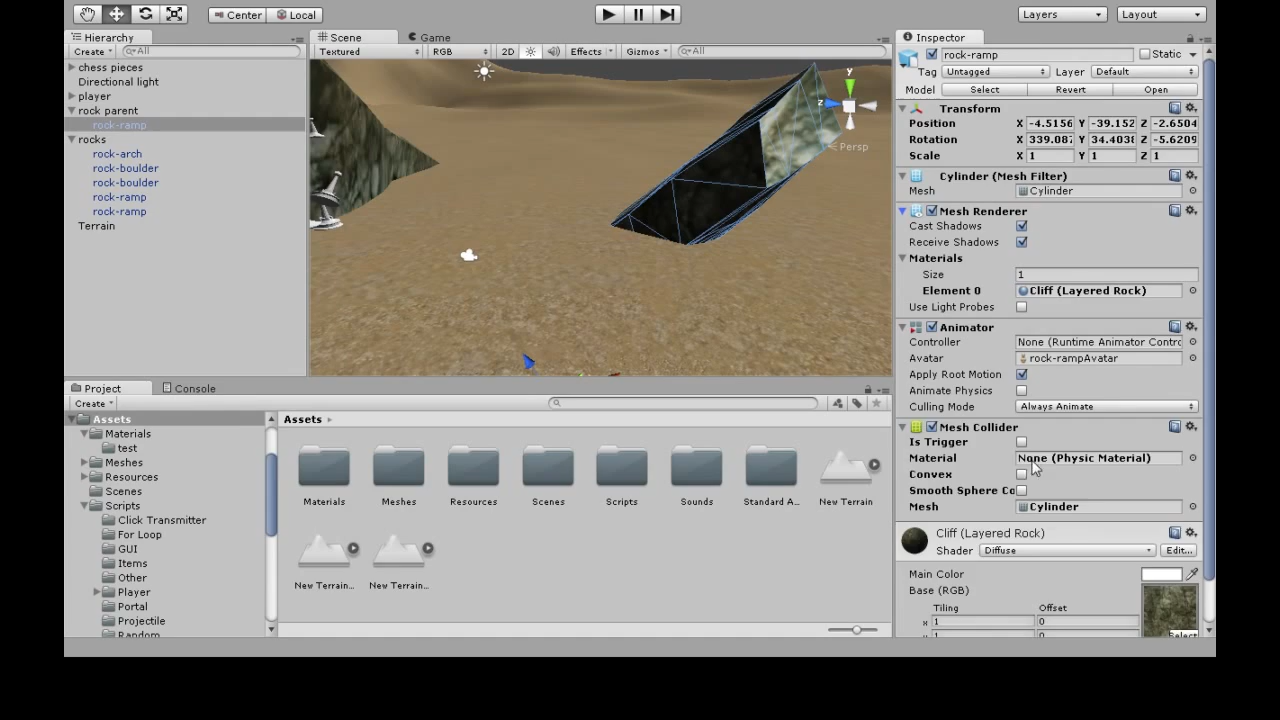 Center Local Layers Layout
Hierarchy
Create All
chess pieces
Directional light
player
rock parent
rock-ramp
rocks
rock-arch
rock-boulder
rock-boulder
rock-ramp
rock-ramp
Terrain
Scene Game
Textured RGB 2D Effects Gizmos All
y
z
Persp
Project Console
Create
Assets
Materials
test
Meshes
Resources
Scenes
Scripts
Click Transmitter
For Loop
GUI
Items
Other
Player
Portal
Projectile
Random
Assets
Materials Meshes Resources Scenes Scripts Sounds Standard A... New Terrain
New Terrain... New Terrain...
Inspector
rock-ramp Static
Tag Untagged Layer Default
Model Select Revert Open
Transform
Position X -4.5156 Y -39.152 Z -2.6504
Rotation X 339.087 Y 34.4038 Z -5.6209
Scale X 1 Y 1 Z 1
Cylinder (Mesh Filter)
Mesh Cylinder
Mesh Renderer
Cast Shadows
Receive Shadows
Materials
Size 1
Element 0 Cliff (Layered Rock)
Use Light Probes
Animator
Controller None (Runtime Animator Contro
Avatar rock-rampAvatar
Apply Root Motion
Animate Physics
Culling Mode Always Animate
Mesh Collider
Is Trigger
Material None (Physic Material)
Convex
Smooth Sphere Co
Mesh Cylinder
Cliff (Layered Rock)
Shader Diffuse Edit...
Main Color
Base (RGB)
Tiling Offset
x 1 0
1 0
Select